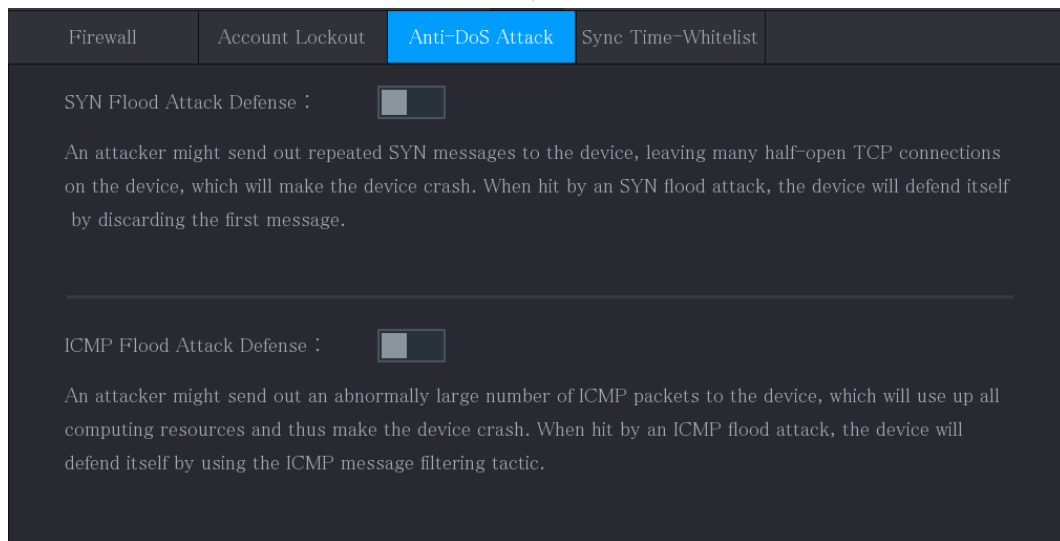 Firewall Account Lockout Anti-DoS Attack Sync Time-Whitelist
SYN Flood Attack Defense :
An attacker might send out repeated SYN messages to the device, leaving many half-open TCP connections
on the device, which will make the device crash. When hit by an SYN flood attack, the device will defend itself
by discarding the first message.
ICMP Flood Attack Defense :
An attacker might send out an abnormally large number of ICMP packets to the device, which will use up all
computing resources and thus make the device crash. When hit by an ICMP flood attack, the device will
defend itself by using the ICMP message filtering tactic.